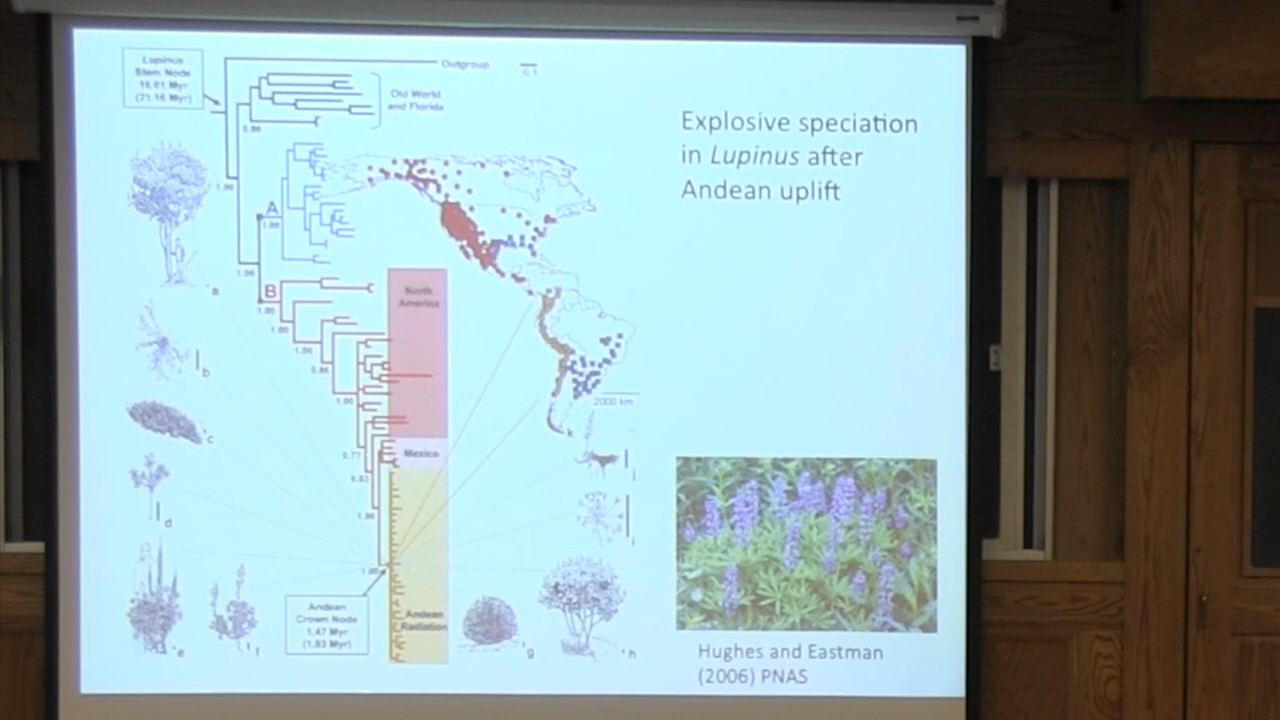 Lupinus
Stem Node
16.01 Myr
(21.16 Myr)
Outgroup
0.1
Old World
and Florida
0.86
1.00
A
1.00
1.00
B
1.00
1.00
1.00
0.86
1.00
0.77
0.83
1.00
1.00
North
America
Mexico
Andean
Radiation
Andean
Crown Node
1.47 Myr
(1.93 Myr)
a
b
c
d
e
f
g
h
k
2000 km
Explosive speciation
in Lupinus after
Andean uplift
Hughes and Eastman
(2006) PNAS